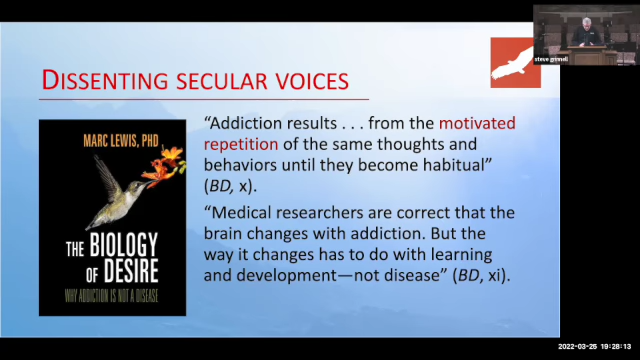 DISSENTING SECULAR VOICES
steve grinnell
MARC LEWIS, PHD
THE BIOLOGY
OF DESIRE
WHY ADDICTION IS NOT A DISEASE
“Addiction results . . . from the motivated
repetition of the same thoughts and
behaviors until they become habitual”
(BD, x).
“Medical researchers are correct that the
brain changes with addiction. But the
way it changes has to do with learning
and development—not disease” (BD, xi).
2022-03-25 19:28:13